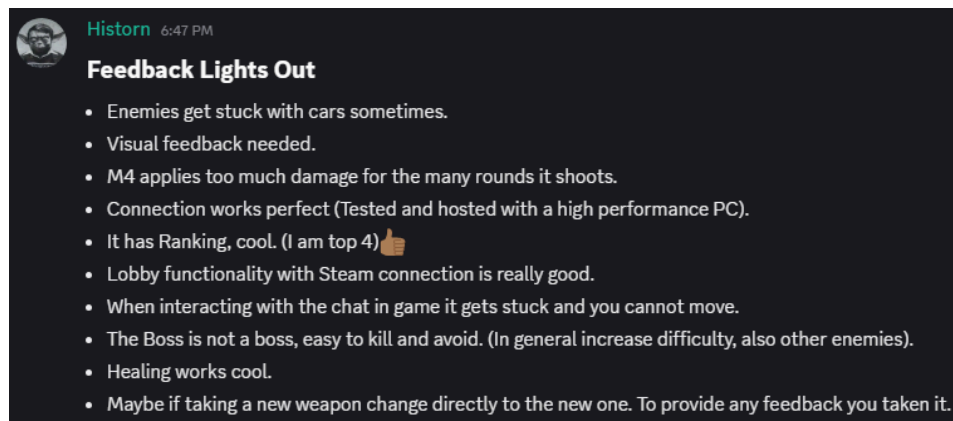 Historn 6:47 PM
Feedback Lights Out
• Enemies get stuck with cars sometimes.
• Visual feedback needed.
• M4 applies too much damage for the many rounds it shoots.
• Connection works perfect (Tested and hosted with a high performance PC).
• It has Ranking, cool. (I am top 4)👍🏾
• Lobby functionality with Steam connection is really good.
• When interacting with the chat in game it gets stuck and you cannot move.
• The Boss is not a boss, easy to kill and avoid. (In general increase difficulty, also other enemies).
• Healing works cool.
• Maybe if taking a new weapon change directly to the new one. To provide any feedback you taken it.